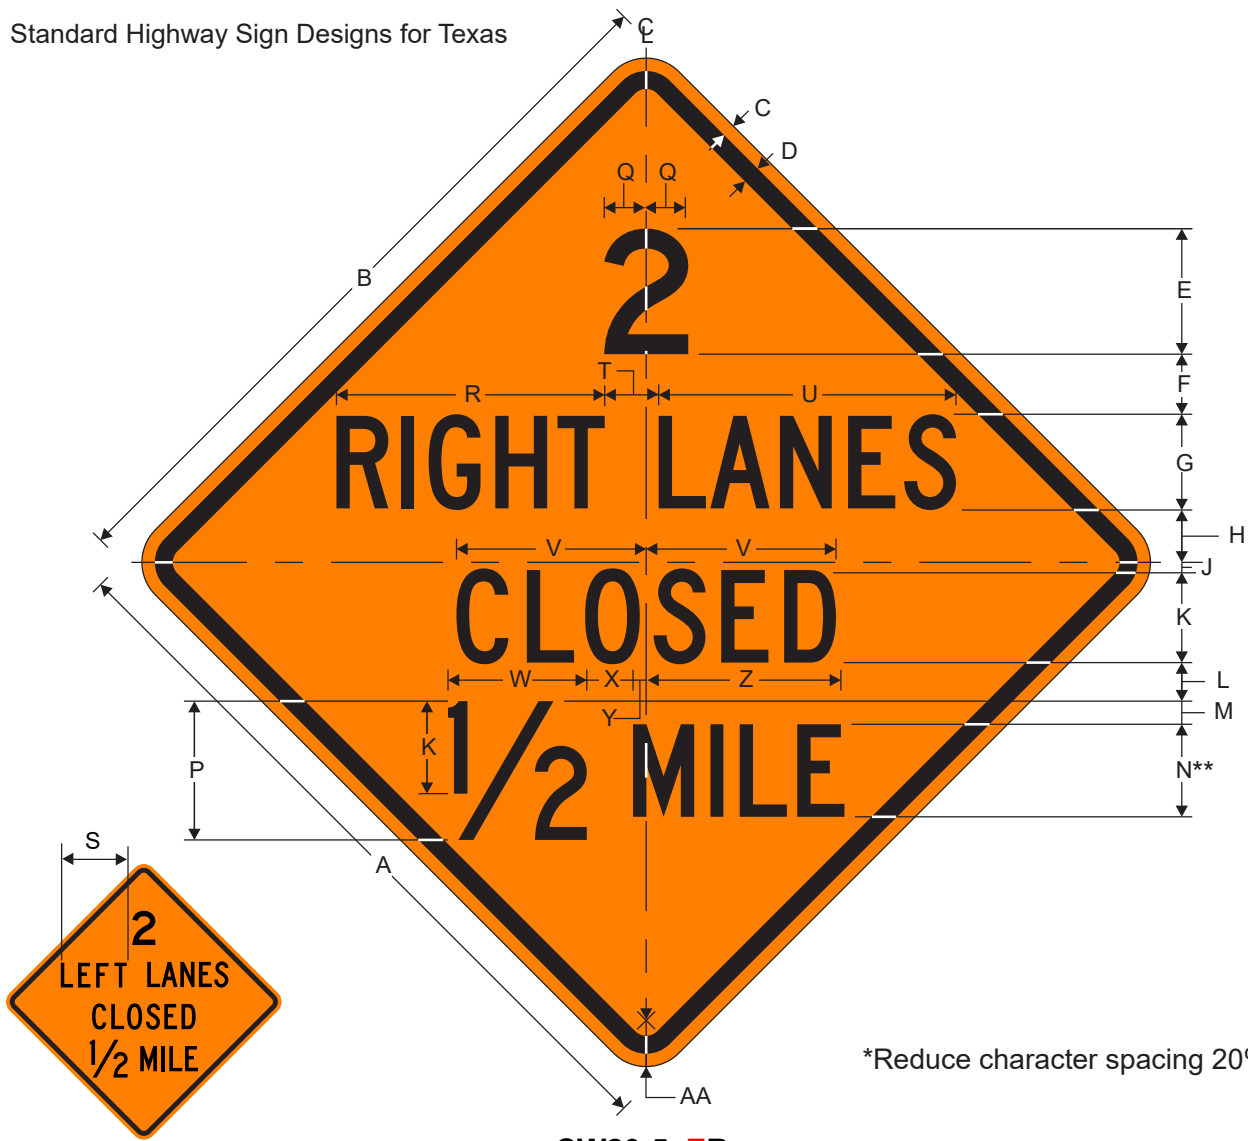 Standard Highway Sign Designs for Texas
CL
C
D
Q Q
B
E
2
F
T
R U
RIGHT LANES
G
H
V V
J
CLOSED
K
W X Z
L
Y
M
K
1/2 MILE
P
N**
S
A
2
LEFT LANES
CLOSED
1/2 MILE
*Reduce character spacing 20
AA